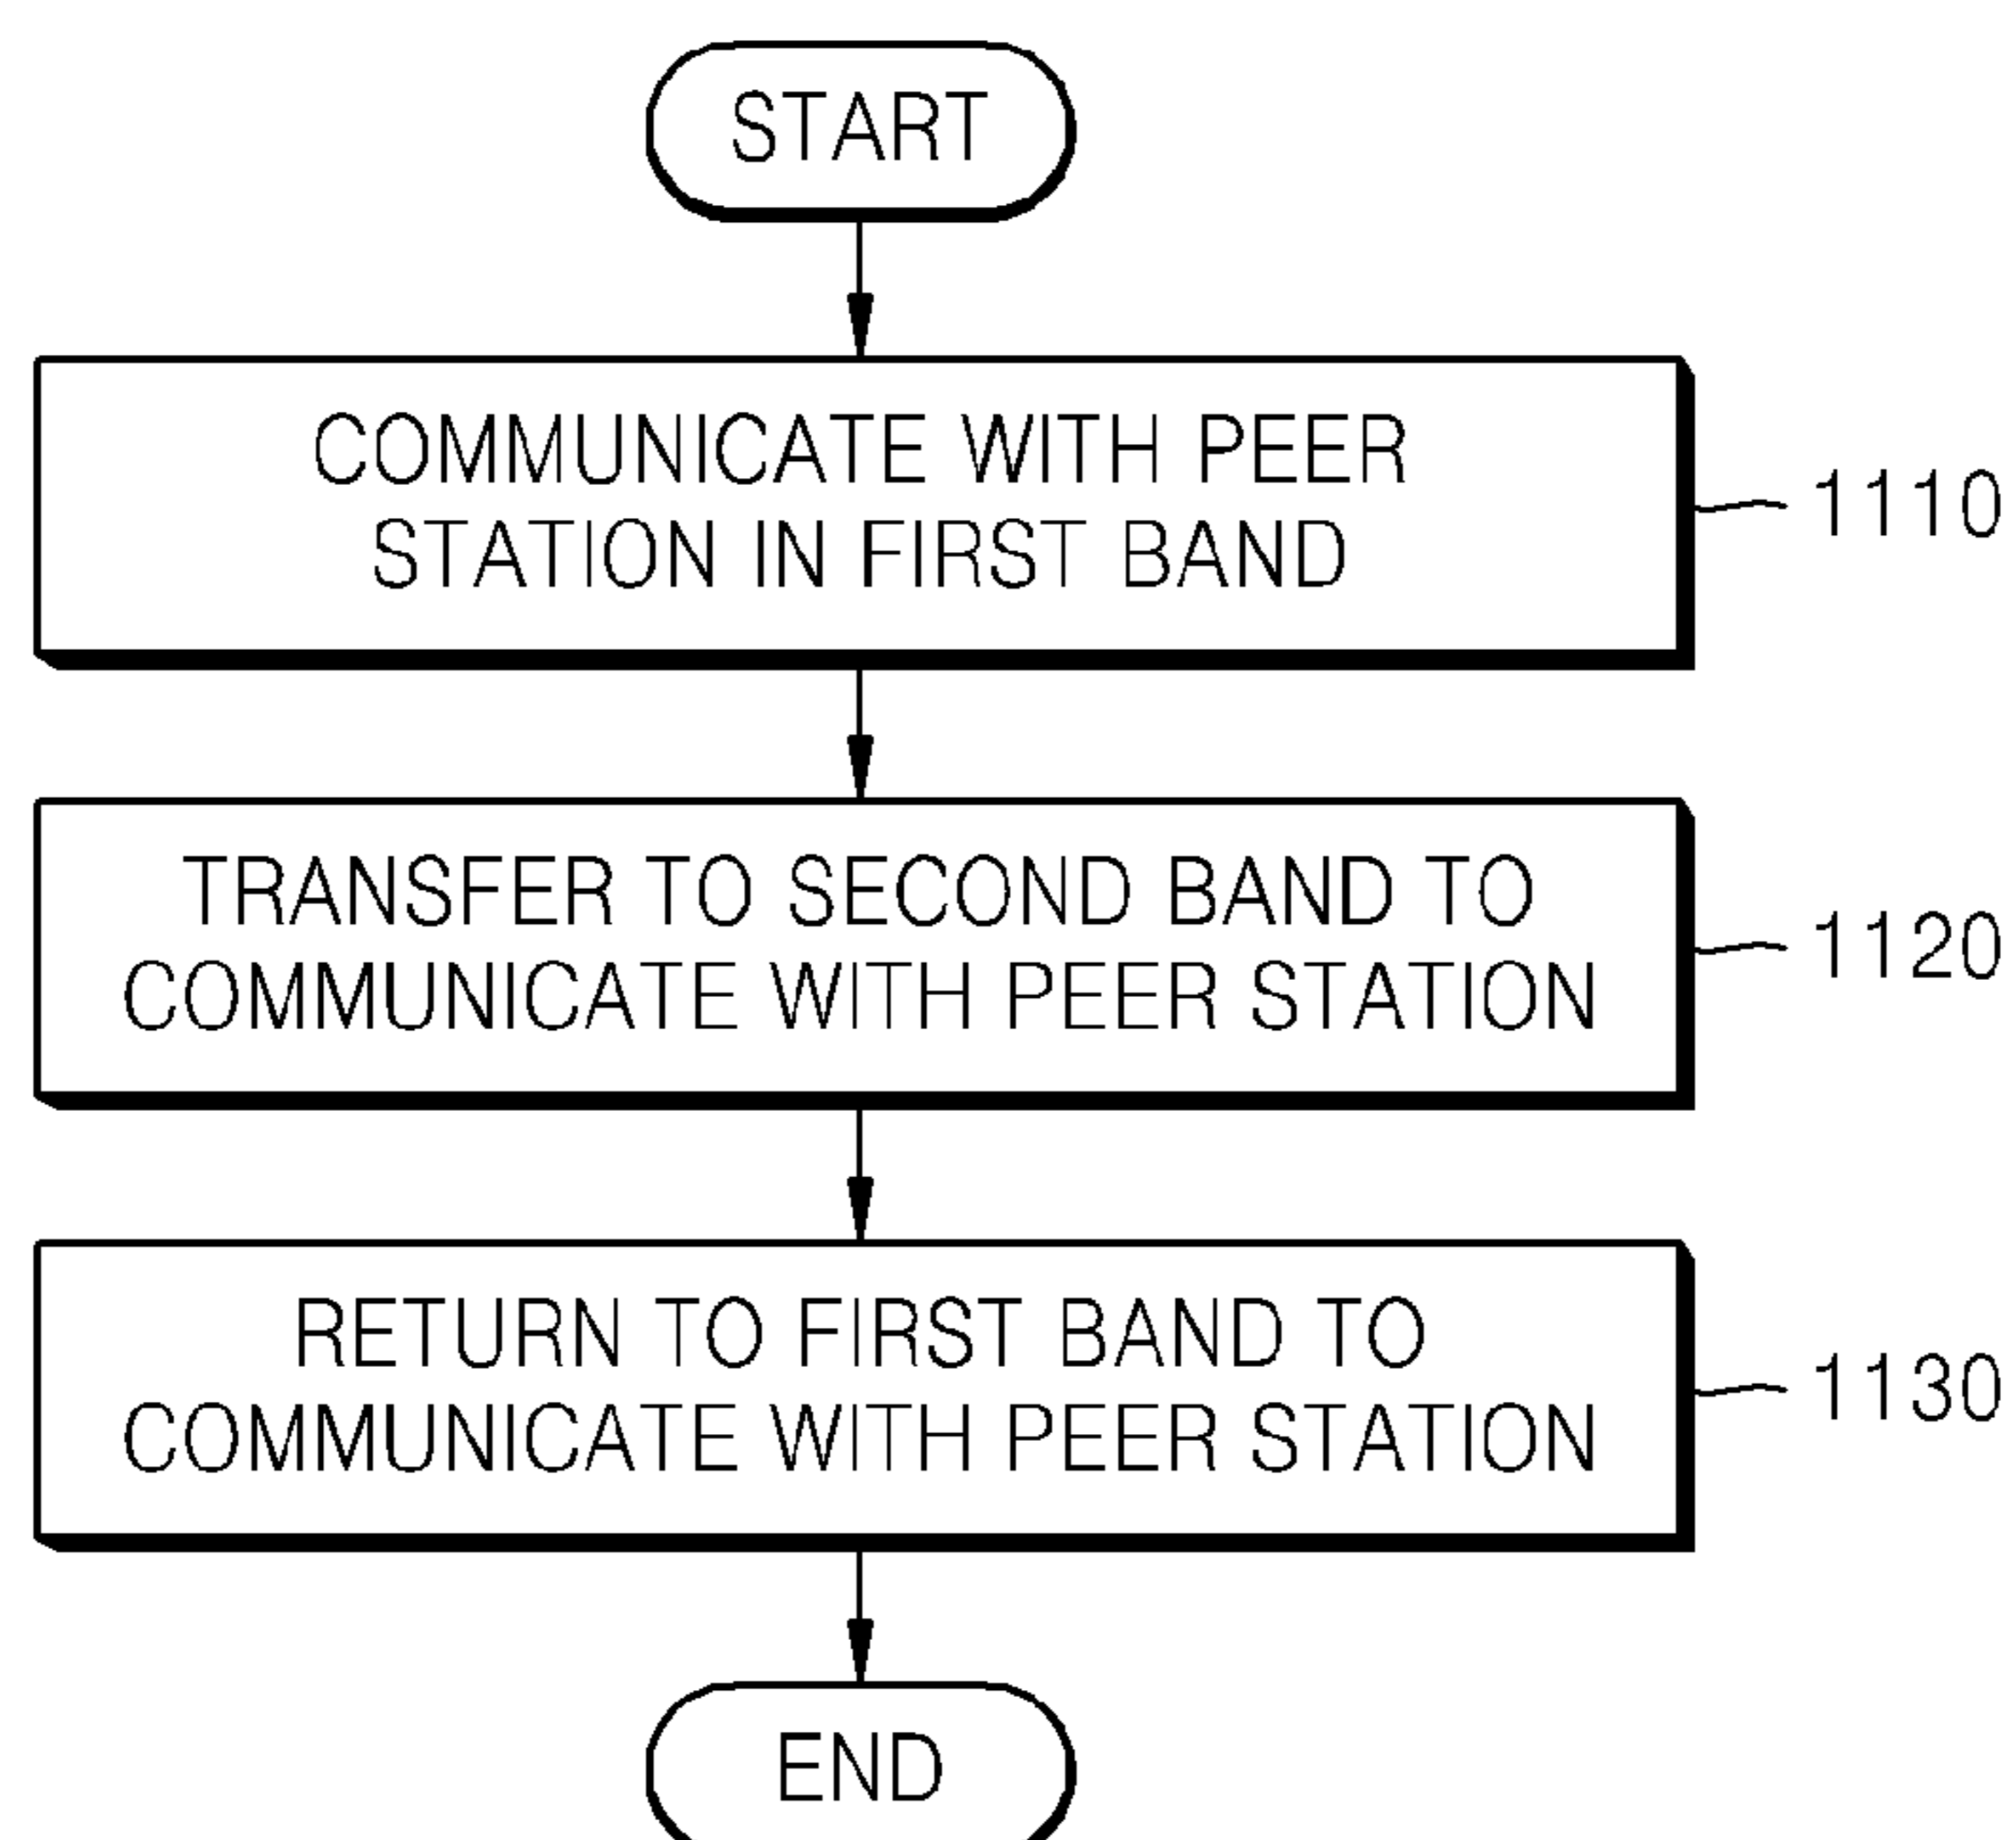 START
COMMUNICATE WITH PEER
STATION IN FIRST BAND
1110
TRANSFER TO SECOND BAND TO
COMMUNICATE WITH PEER STATION
1120
RETURN TO FIRST BAND TO
COMMUNICATE WITH PEER STATION
1130
END